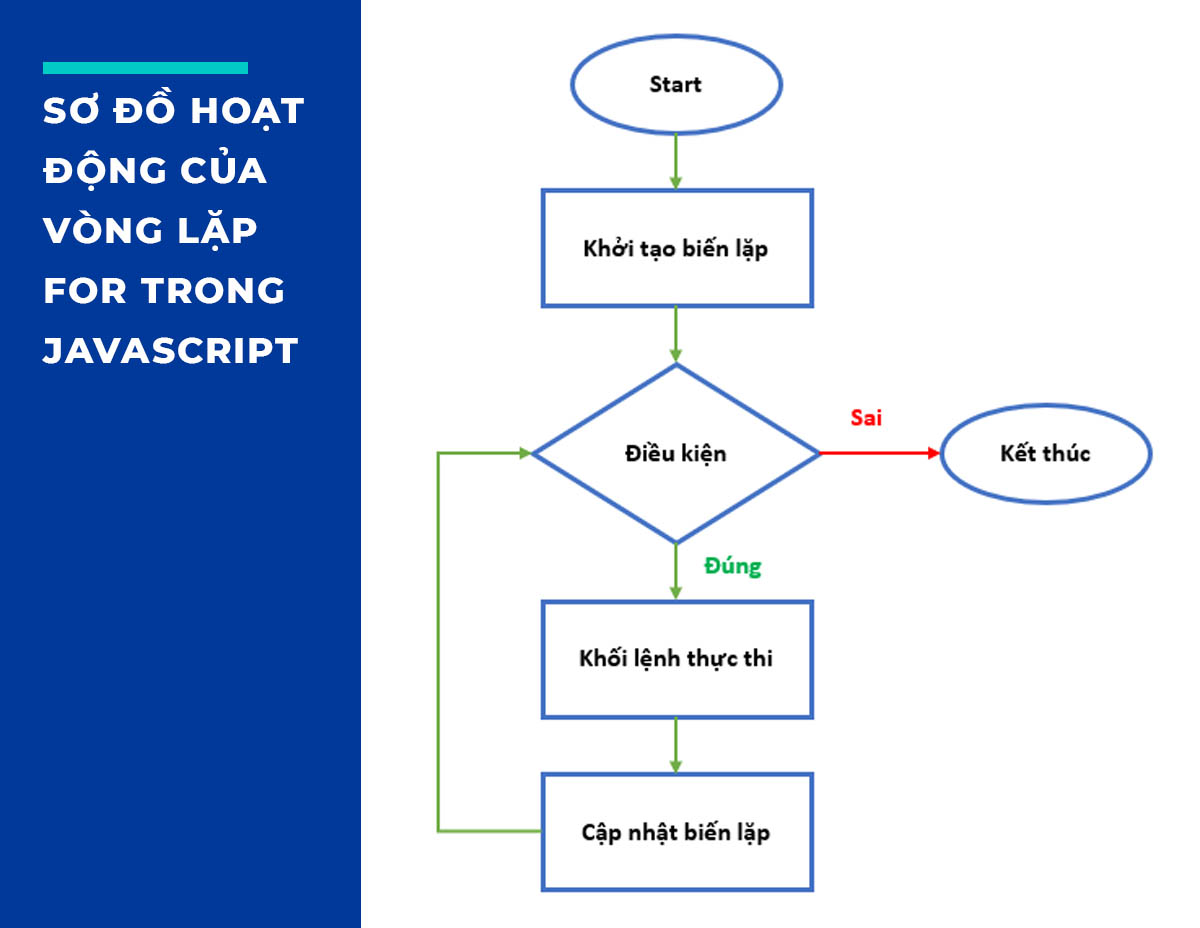 SƠ ĐỒ HOẠT
ĐỘNG CỦA
VÒNG LẶP
FOR TRONG
JAVASCRIPT
Start
Khởi tạo biến lặp
Điều kiện
Sai
Kết thúc
Đúng
Khối lệnh thực thi
Cập nhật biến lặp